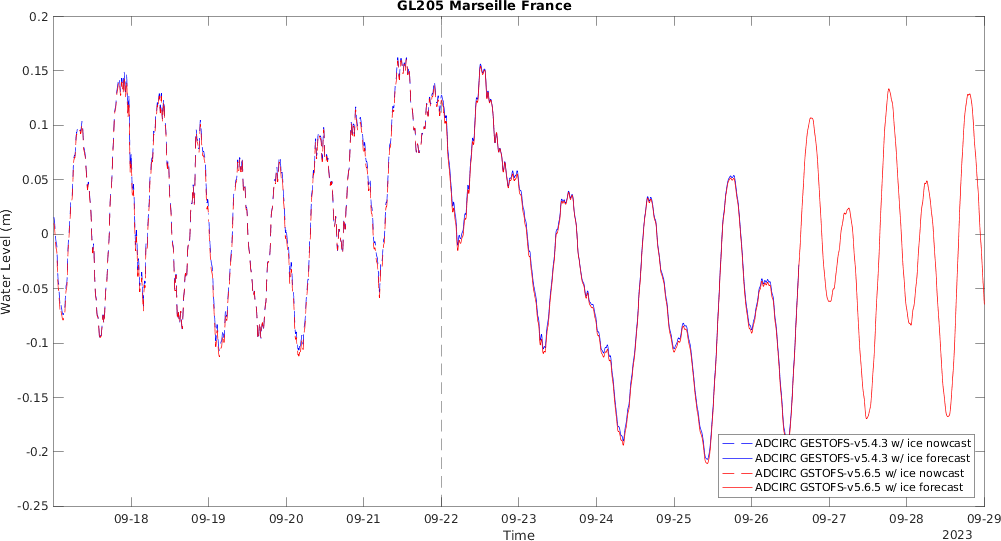 GL205 Marseille France
0.2
0.15
0.1
0.05
0
-0.05
-0.1
-0.15
-0.2
-0.25
Water Level (m)
ADCIRC GESTOFS-v5.4.3 w/ ice nowcast
ADCIRC GESTOFS-v5.4.3 w/ ice forecast
ADCIRC GSTOFS-v5.6.5 w/ ice nowcast
ADCIRC GSTOFS-v5.6.5 w/ ice forecast
09-18 09-19 09-20 09-21 09-22 09-23 09-24 09-25 09-26 09-27 09-28 09-29
Time
2023